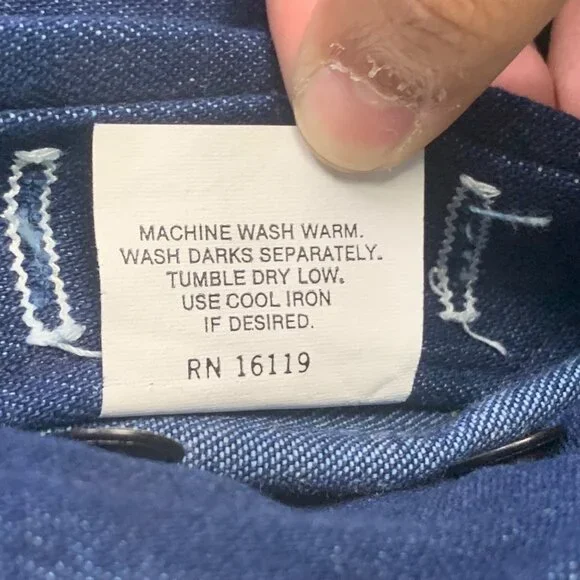 MACHINE WASH WARM.
WASH DARKS SEPARATELY.
TUMBLE DRY LOW.
USE COOL IRON
IF DESIRED.
RN 16119